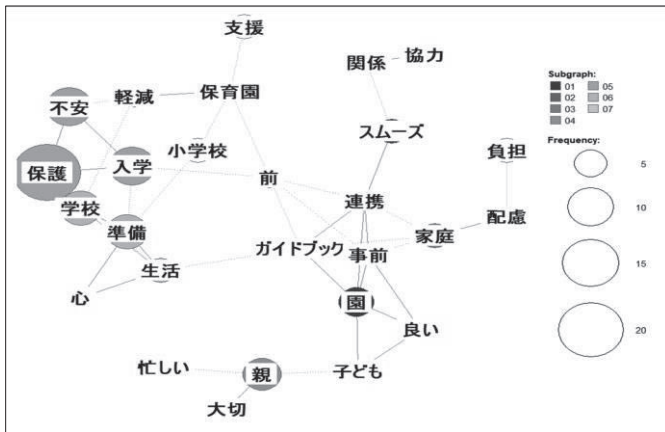 支援
関係 協力
Subgraph:
01 05
02 06
03 07
04
軽減 保育園
不安
スムーズ
Frequency:
小学校
負担
5
保護 入学
前
学校
連携
配慮
10
準備
家庭
ガイドブック 事前
生活
15
心
園
良い
20
忙しい 親 子ども
大切